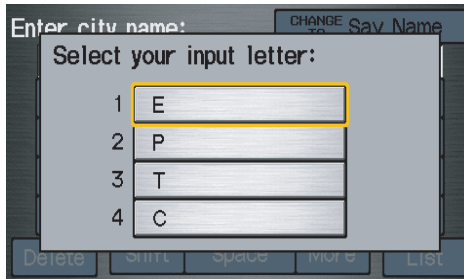 Enter city name:
CHANGE TO Say Name
Select your input letter:
1 E
2 P
3 T
4 C
Delete Shift Space More List